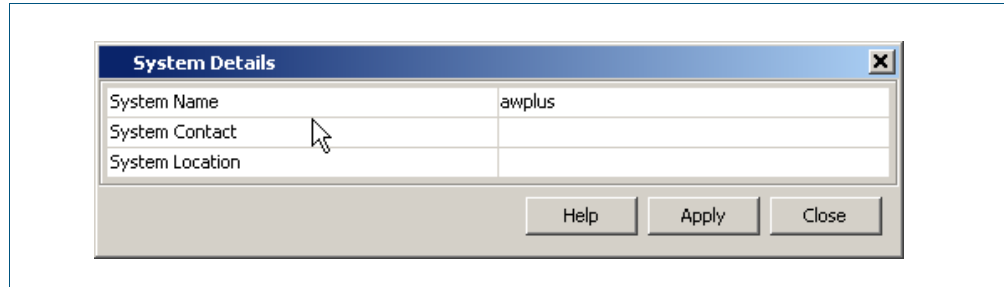 System Details
System Name awplus
System Contact
System Location
Help Apply Close